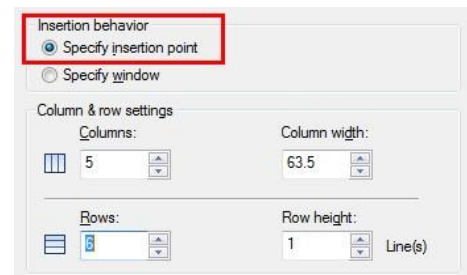 Insertion behavior
Specify insertion point
Specify window
Column & row settings
Columns: Column width:
5 63.5
Rows: Row height:
6 1 Line(s)